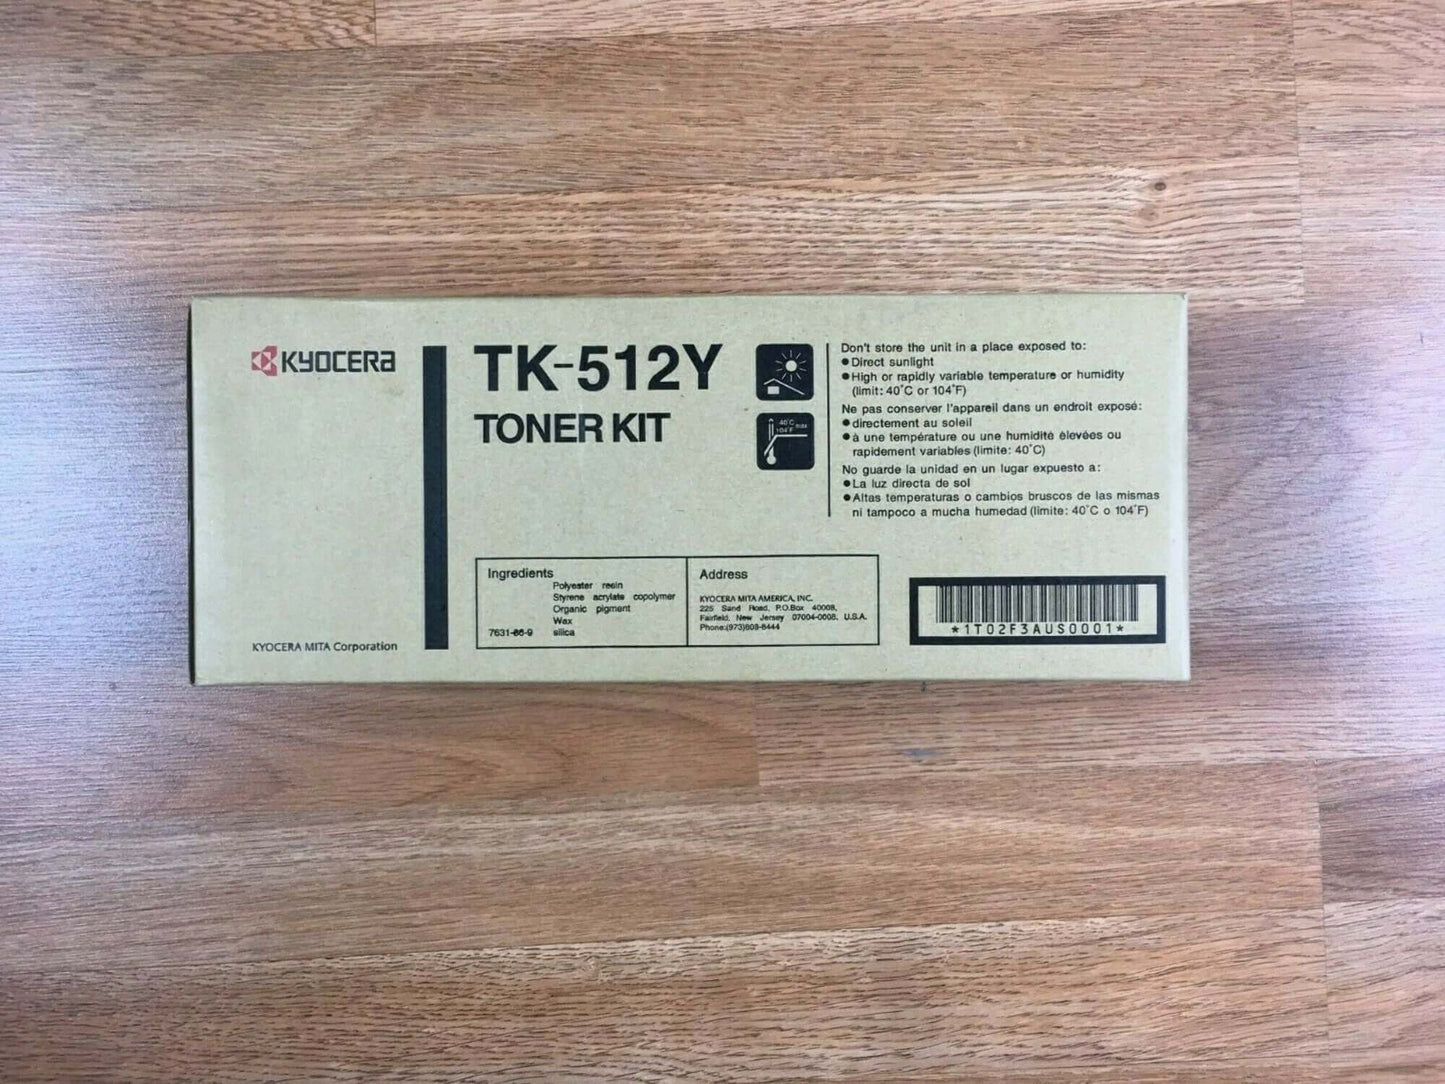 KYOCERA
KYOCERA MITA Corporation
TK-512Y
TONER KIT
40°C
104°F max
Don't store the unit in a place exposed to:
●Direct sunlight
●High or rapidly variable temperature or humidity
(limit: 40°C or 104°F)
Ne pas conserver l'appareil dans un endroit exposé:
●directement au soleil
●à une température ou une humidité élevées ou
rapidement variables (limite: 40°C)
No guarde la unidad en un lugar expuesto a:
●La luz directa de sol
●Altas temperaturas o cambios bruscos de las mismas
ni tampoco a mucha humedad (limite: 40°C o 104°F)
Ingredients
Polyester resin
Styrene acrylate copolymer
Organic pigment
Wax
7631-86-9 silica
Address
KYOCERA MITA AMERICA, INC.
225 Sand Road, P.O.Box 40008,
Fairfield, New Jersey 07004-0008, U.S.A.
Phone:(973)808-8444
*1T02F3AUS0001*